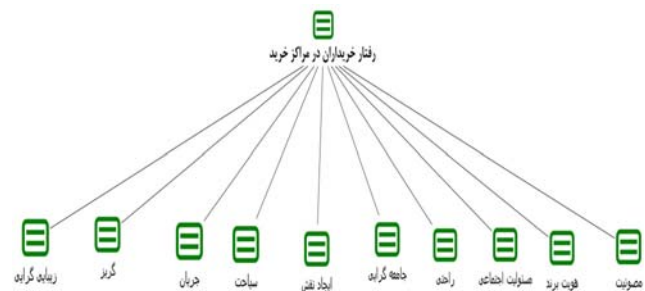 رفتار خریداران در مراکز خرید
مصونیت
هویت برند
مسئولیت اجتماعی
راحتی
جامعه گرایی
ایجاد نقش
سیاحت
جریان
گریز
زیبایی گرایی